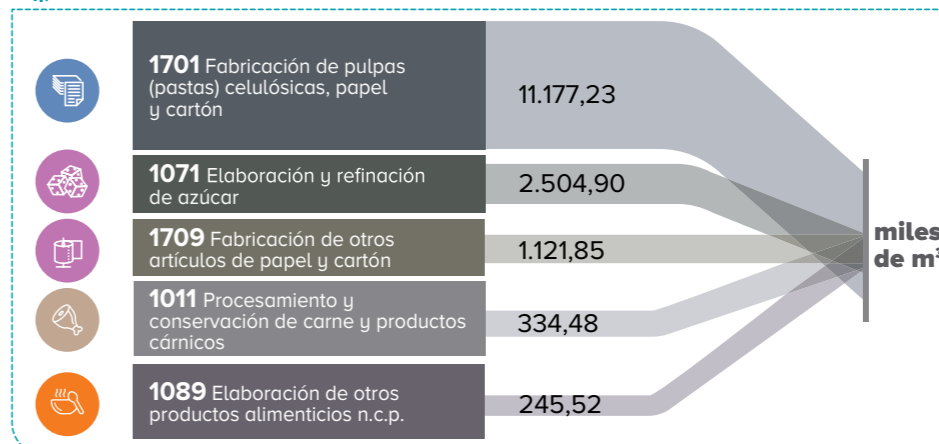 1701 Fabricación de pulpas
(pastas) celulósicas, papel
y cartón
11.177,23
1071 Elaboración y refinación
de azúcar
2.504,90
1709 Fabricación de otros
artículos de papel y cartón
1.121,85
1011 Procesamiento y
conservación de carne y productos
cárnicos
334,48
1089 Elaboración de otros
productos alimenticios n.c.p.
245,52
miles
de m³